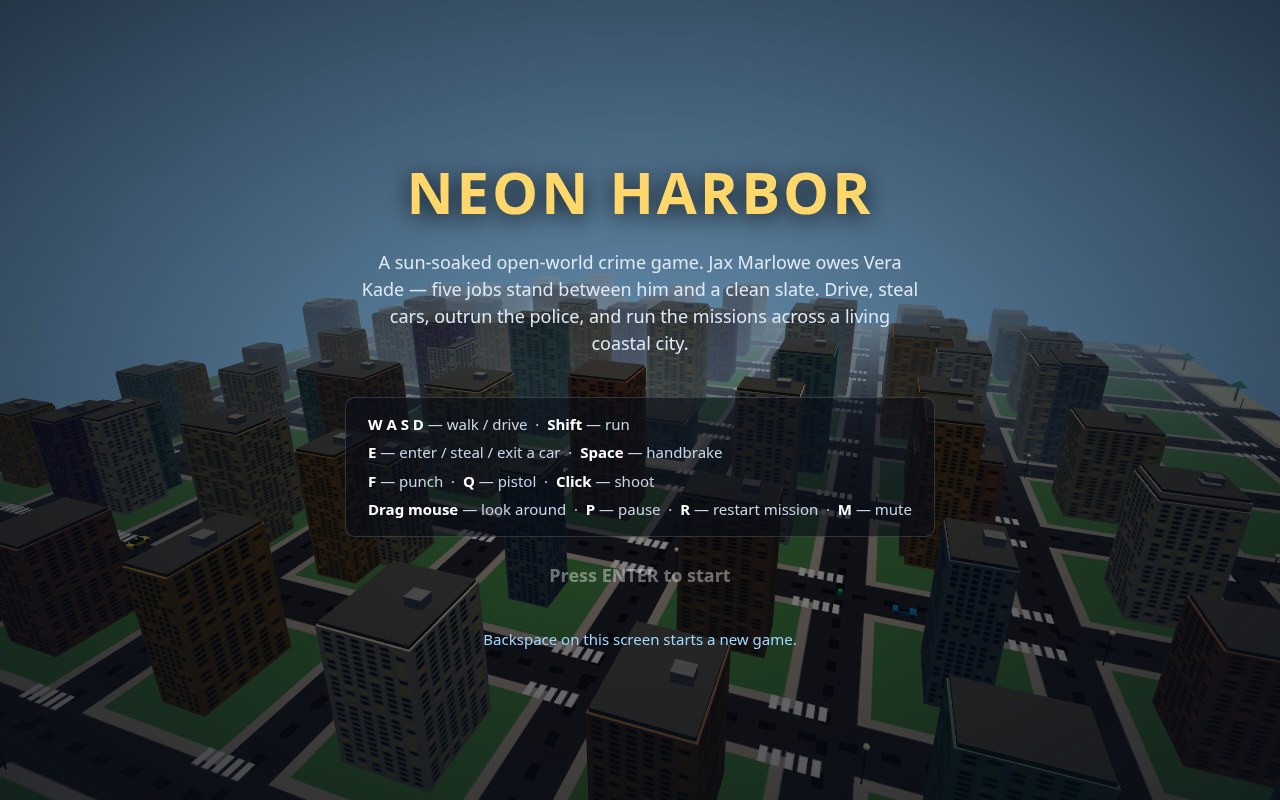 NEON HARBOR
A sun-soaked open-world crime game. Jax Marlowe owes Vera
Kade — five jobs stand between him and a clean slate. Drive, steal
cars, outrun the police, and run the missions across a living
coastal city.
W A S D — walk / drive · Shift — run
E — enter / steal / exit a car · Space — handbrake
F — punch · Q — pistol · Click — shoot
Drag mouse — look around · P — pause · R — restart mission · M — mute
Press ENTER to start
Backspace on this screen starts a new game.